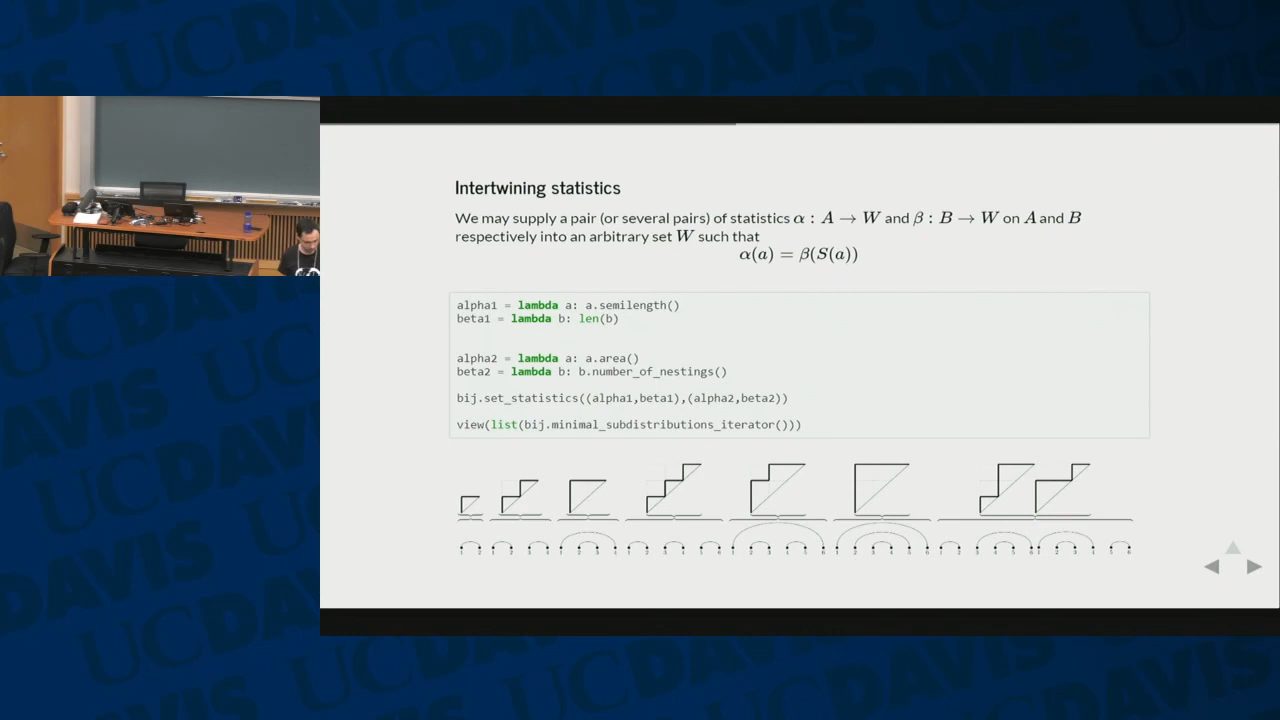 Intertwining statistics
We may supply a pair (or several pairs) of statistics α : A → W and β : B → W on A and B
respectively into an arbitrary set W such that
α(a) = β(S(a))
alpha1 = lambda a: a.semilength()
beta1 = lambda b: len(b)
alpha2 = lambda a: a.area()
beta2 = lambda b: b.number_of_nestings()
bij.set_statistics((alpha1,beta1),(alpha2,beta2))
view(list(bij.minimal_subdistributions_iterator()))
UCDAVIS